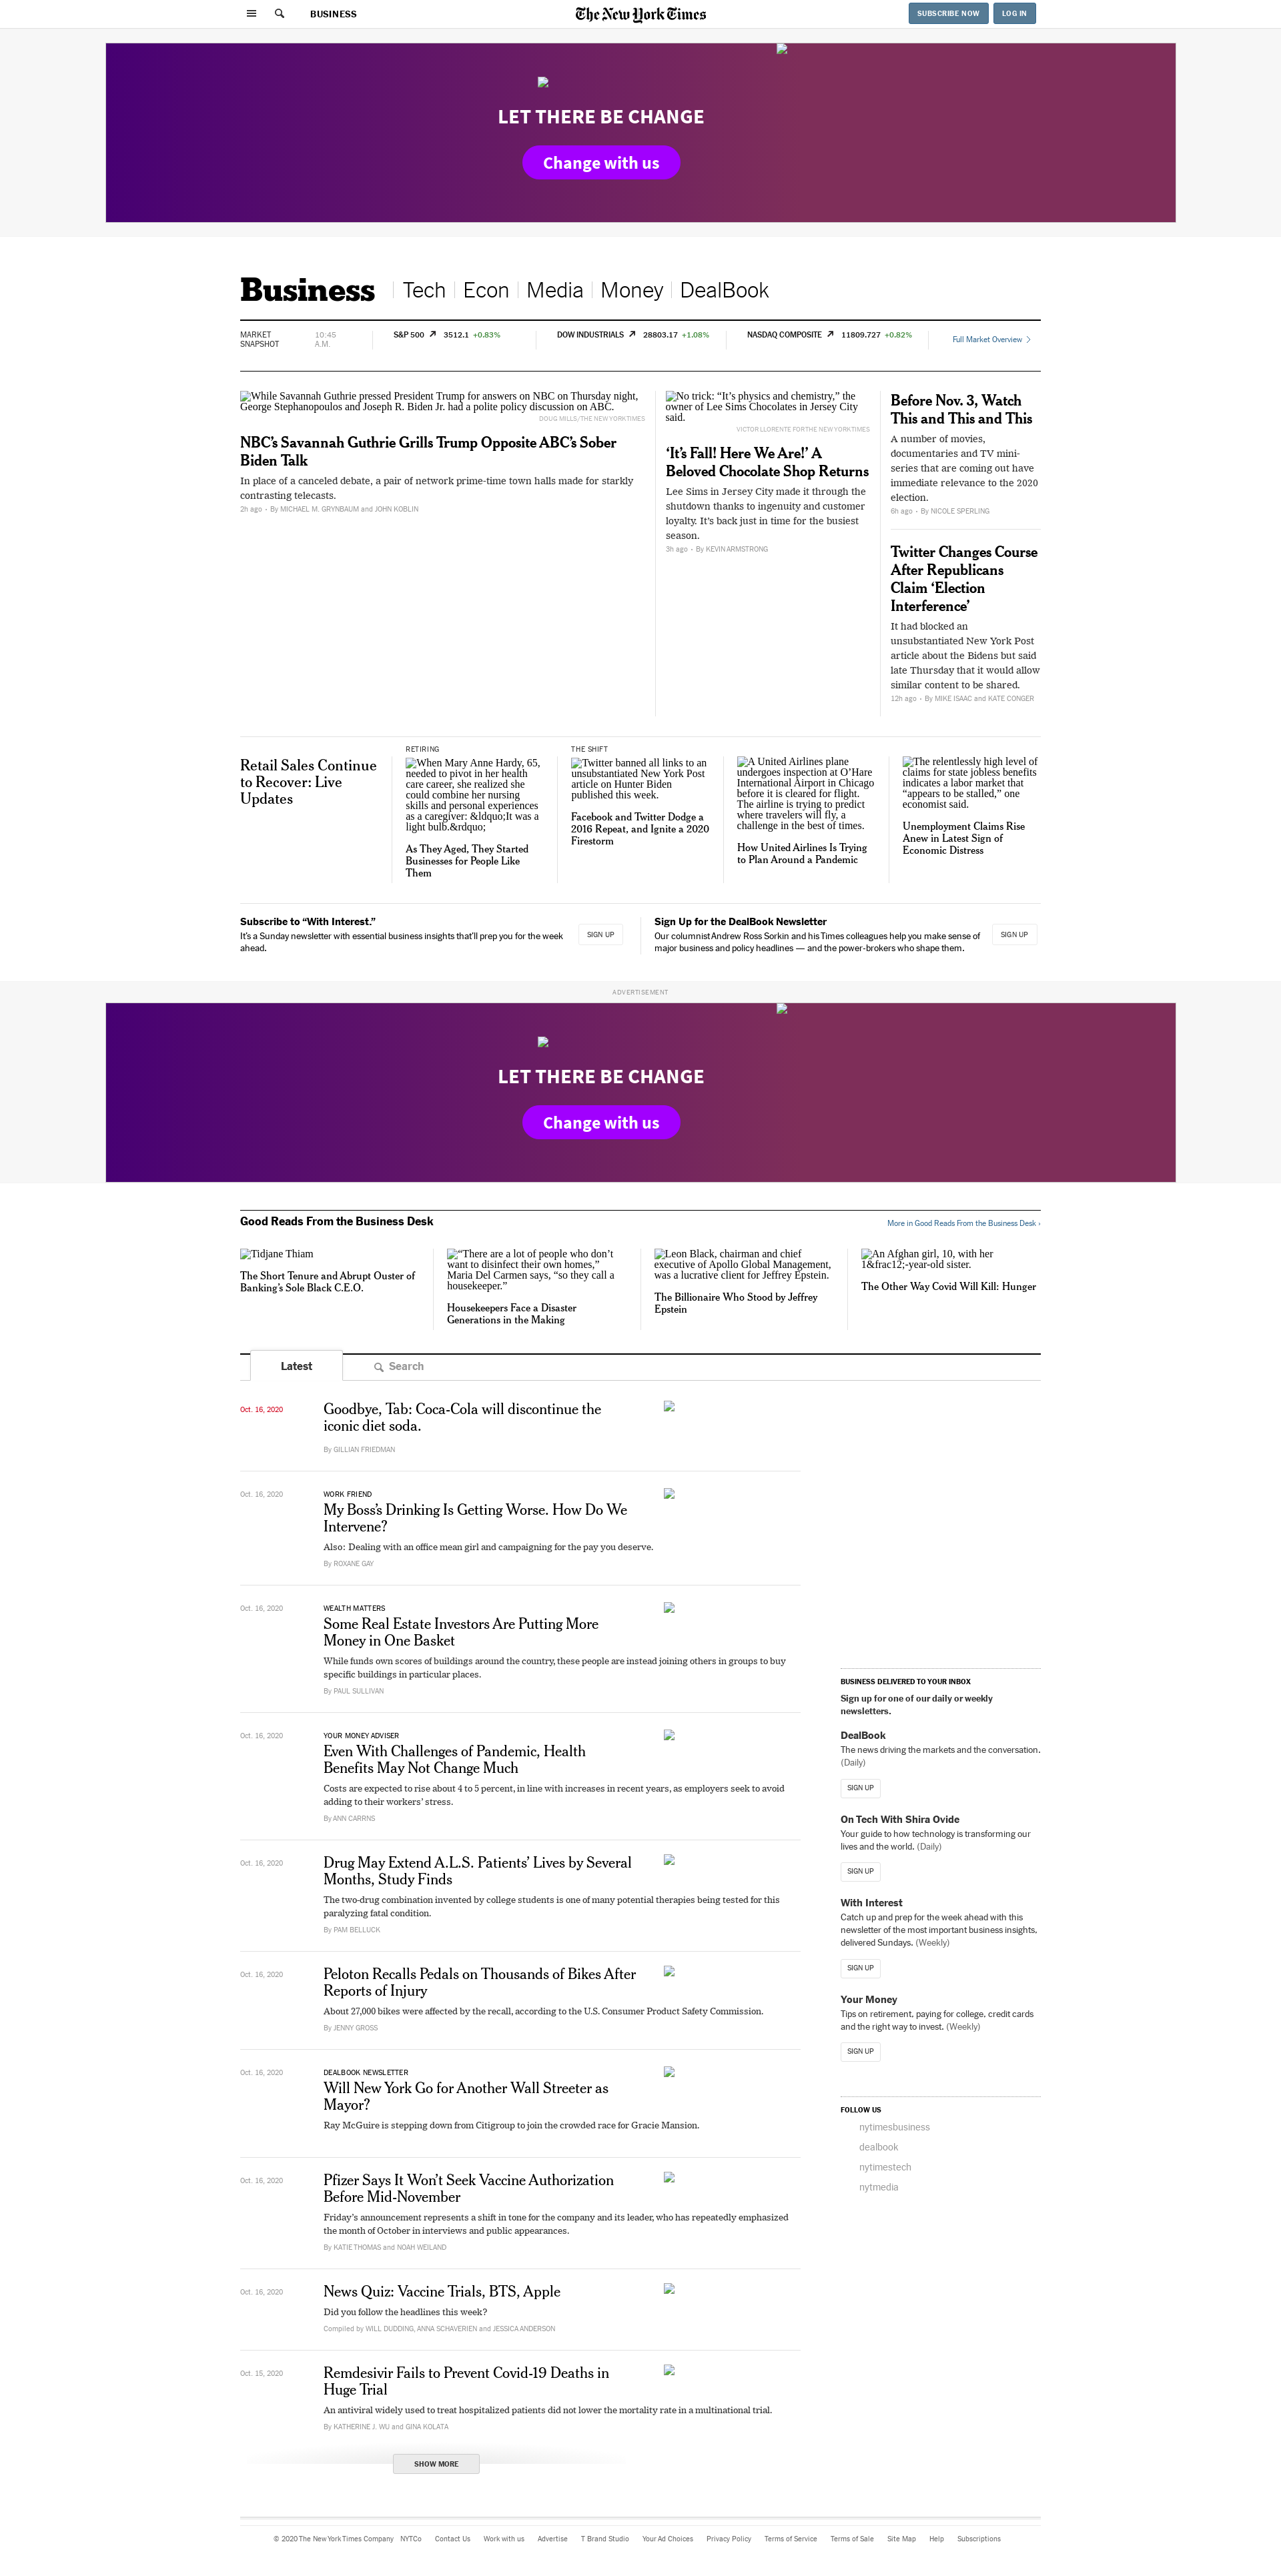 BUSINESS
The New York Times
SUBSCRIBE NOW
LOG IN
LET THERE BE CHANGE
Change with us
Business
Tech
Econ
Media
Money
DealBook
MARKET
SNAPSHOT
10:45
A.M.
S&P 500 3512.1 +0.83%
DOW INDUSTRIALS 28803.17 +1.08%
NASDAQ COMPOSITE 11809.727 +0.82%
Full Market Overview
While Savannah Guthrie pressed President Trump for answers on NBC on Thursday night,
George Stephanopoulos and Joseph R. Biden Jr. had a polite policy discussion on ABC.
DOUG MILLS/THE NEW YORK TIMES
NBC’s Savannah Guthrie Grills Trump Opposite ABC’s Sober
Biden Talk
In place of a canceled debate, a pair of network prime-time town halls made for starkly
contrasting telecasts.
2h ago - By MICHAEL M. GRYNBAUM and JOHN KOBLIN
No trick: “It’s physics and chemistry,” the
owner of Lee Sims Chocolates in Jersey City
said.
VICTOR LLORENTE FOR THE NEW YORK TIMES
‘It’s Fall! Here We Are!’ A
Beloved Chocolate Shop Returns
Lee Sims in Jersey City made it through the
shutdown thanks to ingenuity and customer
loyalty. It’s back just in time for the busiest
season.
3h ago - By KEVIN ARMSTRONG
Before Nov. 3, Watch
This and This and This
A number of movies,
documentaries and TV mini-
series that are coming out have
immediate relevance to the 2020
election.
6h ago - By NICOLE SPERLING
Twitter Changes Course
After Republicans
Claim ‘Election
Interference’
It had blocked an
unsubstantiated New York Post
article about the Bidens but said
late Thursday that it would allow
similar content to be shared.
12h ago - By MIKE ISAAC and KATE CONGER
Retail Sales Continue
to Recover: Live
Updates
RETIRING
When Mary Anne Hardy, 65,
needed to pivot in her health
care career, she realized she
could combine her nursing
skills and personal experiences
as a caregiver: &ldquo;It was a
light bulb.&rdquo;
As They Aged, They Started
Businesses for People Like
Them
THE SHIFT
Twitter banned all links to an
unsubstantiated New York Post
article on Hunter Biden
published this week.
Facebook and Twitter Dodge a
2016 Repeat, and Ignite a 2020
Firestorm
A United Airlines plane
undergoes inspection at O’Hare
International Airport in Chicago
before it is cleared for flight.
The airline is trying to predict
where travelers will fly, a
challenge in the best of times.
How United Airlines Is Trying
to Plan Around a Pandemic
The relentlessly high level of
claims for state jobless benefits
indicates a labor market that
“appears to be stalled,” one
economist said.
Unemployment Claims Rise
Anew in Latest Sign of
Economic Distress
Subscribe to “With Interest.”
It’s a Sunday newsletter with essential business insights that’ll prep you for the week
ahead.
SIGN UP
Sign Up for the DealBook Newsletter
Our columnist Andrew Ross Sorkin and his Times colleagues help you make sense of
major business and policy headlines — and the power-brokers who shape them.
SIGN UP
ADVERTISEMENT
LET THERE BE CHANGE
Change with us
Good Reads From the Business Desk
More in Good Reads From the Business Desk ›
Tidjane Thiam
The Short Tenure and Abrupt Ouster of
Banking’s Sole Black C.E.O.
“There are a lot of people who don’t
want to disinfect their own homes,”
Maria Del Carmen says, “so they call a
housekeeper.”
Housekeepers Face a Disaster
Generations in the Making
Leon Black, chairman and chief
executive of Apollo Global Management,
was a lucrative client for Jeffrey Epstein.
The Billionaire Who Stood by Jeffrey
Epstein
An Afghan girl, 10, with her
1&frac12;-year-old sister.
The Other Way Covid Will Kill: Hunger
Latest
Search
Oct. 16, 2020
Goodbye, Tab: Coca-Cola will discontinue the
iconic diet soda.
By GILLIAN FRIEDMAN
Oct. 16, 2020
WORK FRIEND
My Boss’s Drinking Is Getting Worse. How Do We
Intervene?
Also: Dealing with an office mean girl and campaigning for the pay you deserve.
By ROXANE GAY
Oct. 16, 2020
WEALTH MATTERS
Some Real Estate Investors Are Putting More
Money in One Basket
While funds own scores of buildings around the country, these people are instead joining others in groups to buy
specific buildings in particular places.
By PAUL SULLIVAN
Oct. 16, 2020
YOUR MONEY ADVISER
Even With Challenges of Pandemic, Health
Benefits May Not Change Much
Costs are expected to rise about 4 to 5 percent, in line with increases in recent years, as employers seek to avoid
adding to their workers’ stress.
By ANN CARRNS
Oct. 16, 2020
Drug May Extend A.L.S. Patients’ Lives by Several
Months, Study Finds
The two-drug combination invented by college students is one of many potential therapies being tested for this
paralyzing fatal condition.
By PAM BELLUCK
Oct. 16, 2020
Peloton Recalls Pedals on Thousands of Bikes After
Reports of Injury
About 27,000 bikes were affected by the recall, according to the U.S. Consumer Product Safety Commission.
By JENNY GROSS
Oct. 16, 2020
DEALBOOK NEWSLETTER
Will New York Go for Another Wall Streeter as
Mayor?
Ray McGuire is stepping down from Citigroup to join the crowded race for Gracie Mansion.
Oct. 16, 2020
Pfizer Says It Won’t Seek Vaccine Authorization
Before Mid-November
Friday’s announcement represents a shift in tone for the company and its leader, who has repeatedly emphasized
the month of October in interviews and public appearances.
By KATIE THOMAS and NOAH WEILAND
Oct. 16, 2020
News Quiz: Vaccine Trials, BTS, Apple
Did you follow the headlines this week?
Compiled by WILL DUDDING, ANNA SCHAVERIEN and JESSICA ANDERSON
Oct. 15, 2020
Remdesivir Fails to Prevent Covid-19 Deaths in
Huge Trial
An antiviral widely used to treat hospitalized patients did not lower the mortality rate in a multinational trial.
By KATHERINE J. WU and GINA KOLATA
SHOW MORE
BUSINESS DELIVERED TO YOUR INBOX
Sign up for one of our daily or weekly
newsletters.
DealBook
The news driving the markets and the conversation.
(Daily)
SIGN UP
On Tech With Shira Ovide
Your guide to how technology is transforming our
lives and the world. (Daily)
SIGN UP
With Interest
Catch up and prep for the week ahead with this
newsletter of the most important business insights,
delivered Sundays. (Weekly)
SIGN UP
Your Money
Tips on retirement, paying for college, credit cards
and the right way to invest. (Weekly)
SIGN UP
FOLLOW US
nytimesbusiness
dealbook
nytimestech
nytmedia
© 2020 The New York Times Company NYTCo Contact Us Work with us Advertise T Brand Studio Your Ad Choices Privacy Policy Terms of Service Terms of Sale Site Map Help Subscriptions